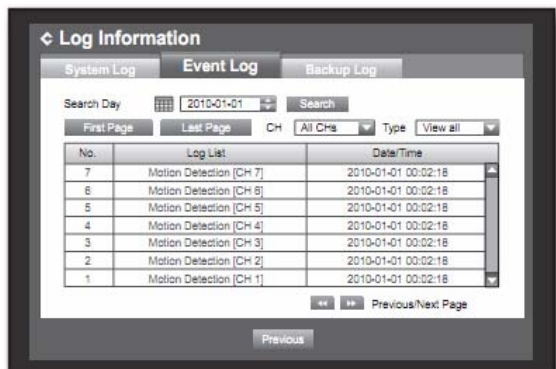 Log Information
System Log Event Log Backup Log
Search Day 2010-01-01 Search
First Page Last Page CH All CHs Type View all
No. Log List Date/Time
7 Motion Detection [CH 7] 2010-01-01 00:02:18
6 Motion Detection [CH 6] 2010-01-01 00:02:18
5 Motion Detection [CH 5] 2010-01-01 00:02:18
4 Motion Detection [CH 4] 2010-01-01 00:02:18
3 Motion Detection [CH 3] 2010-01-01 00:02:18
2 Motion Detection [CH 2] 2010-01-01 00:02:18
1 Motion Detection [CH 1] 2010-01-01 00:02:18
Previous/Next Page
Previous